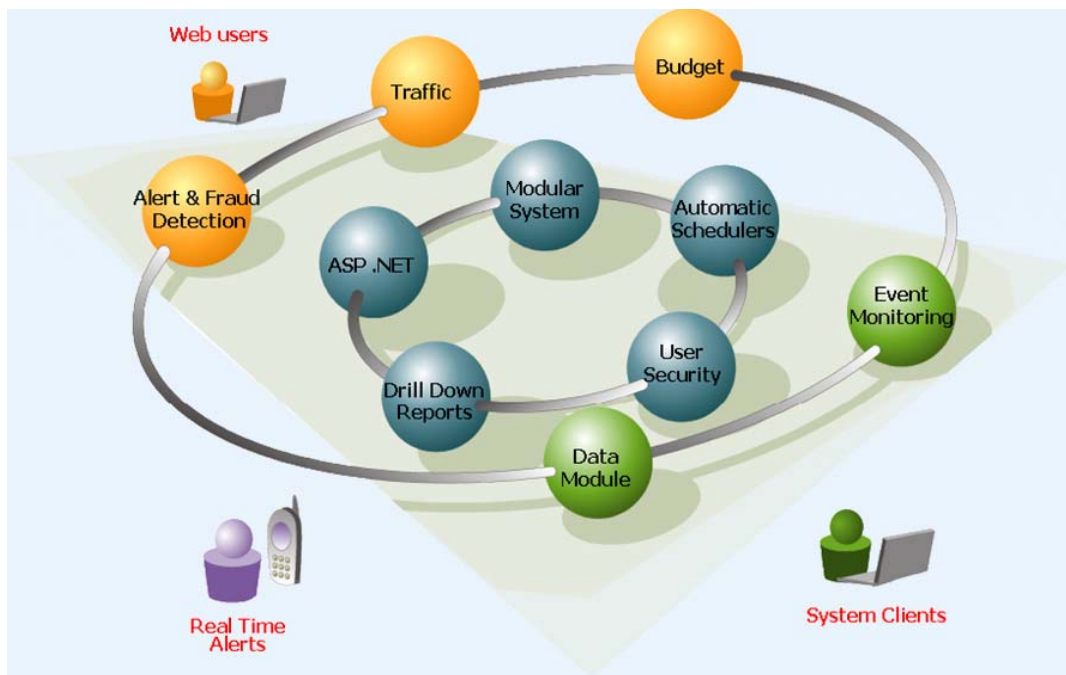 Web users
Traffic
Budget
Alert & Fraud
Detection
Modular
System
Automatic
Schedulers
ASP .NET
Event
Monitoring
User
Security
Drill Down
Reports
Data
Module
Real Time
Alerts
System Clients